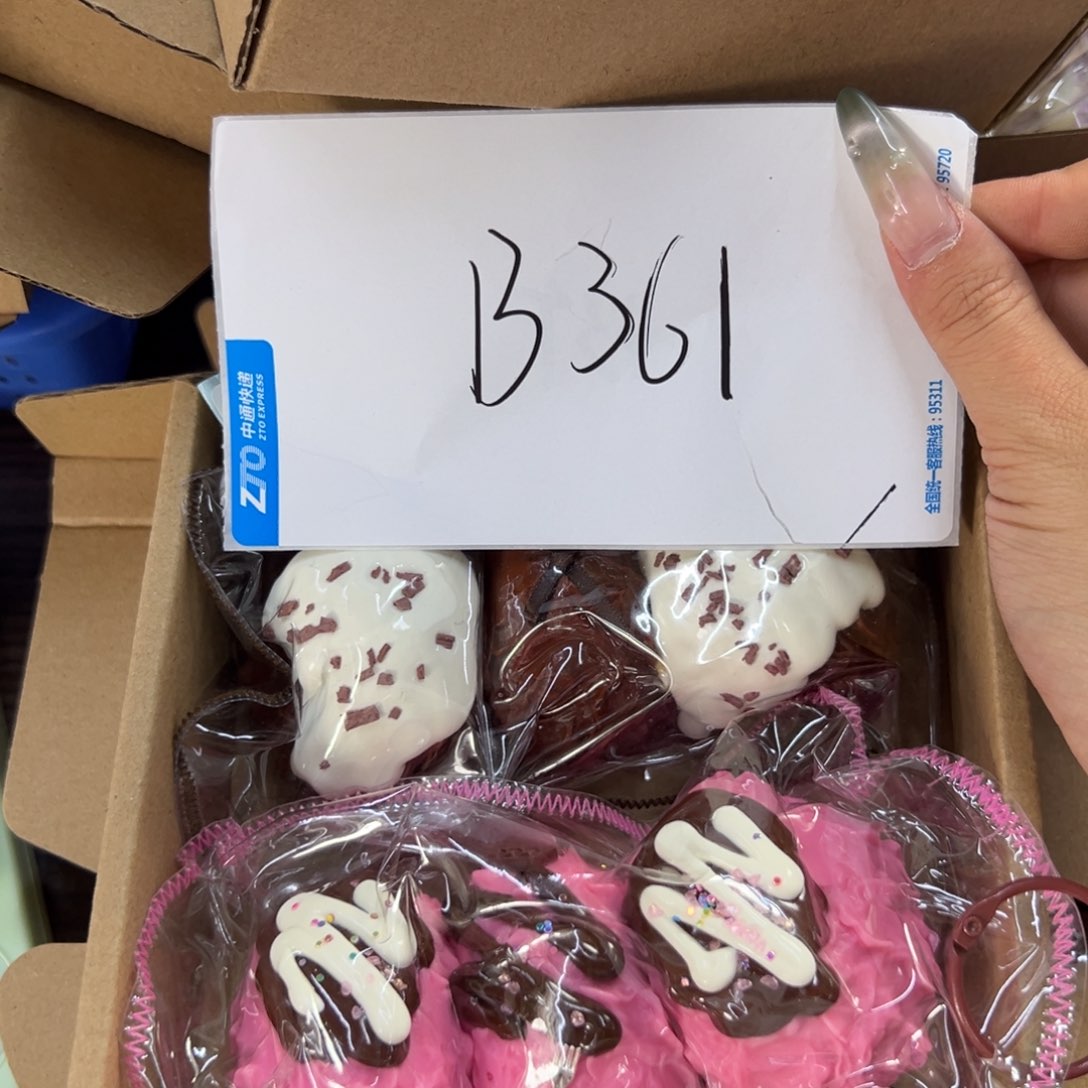 B361
ZTO 中通快递
ZTO EXPRESS
全国统一客服热线：95311
95720